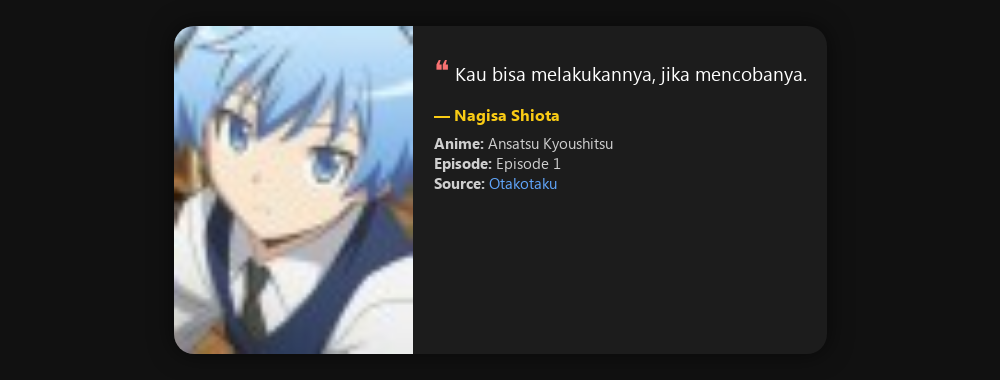 ❝ Kau bisa melakukannya, jika mencobanya.
— Nagisa Shiota
Anime: Ansatsu Kyoushitsu
Episode: Episode 1
Source: Otakotaku